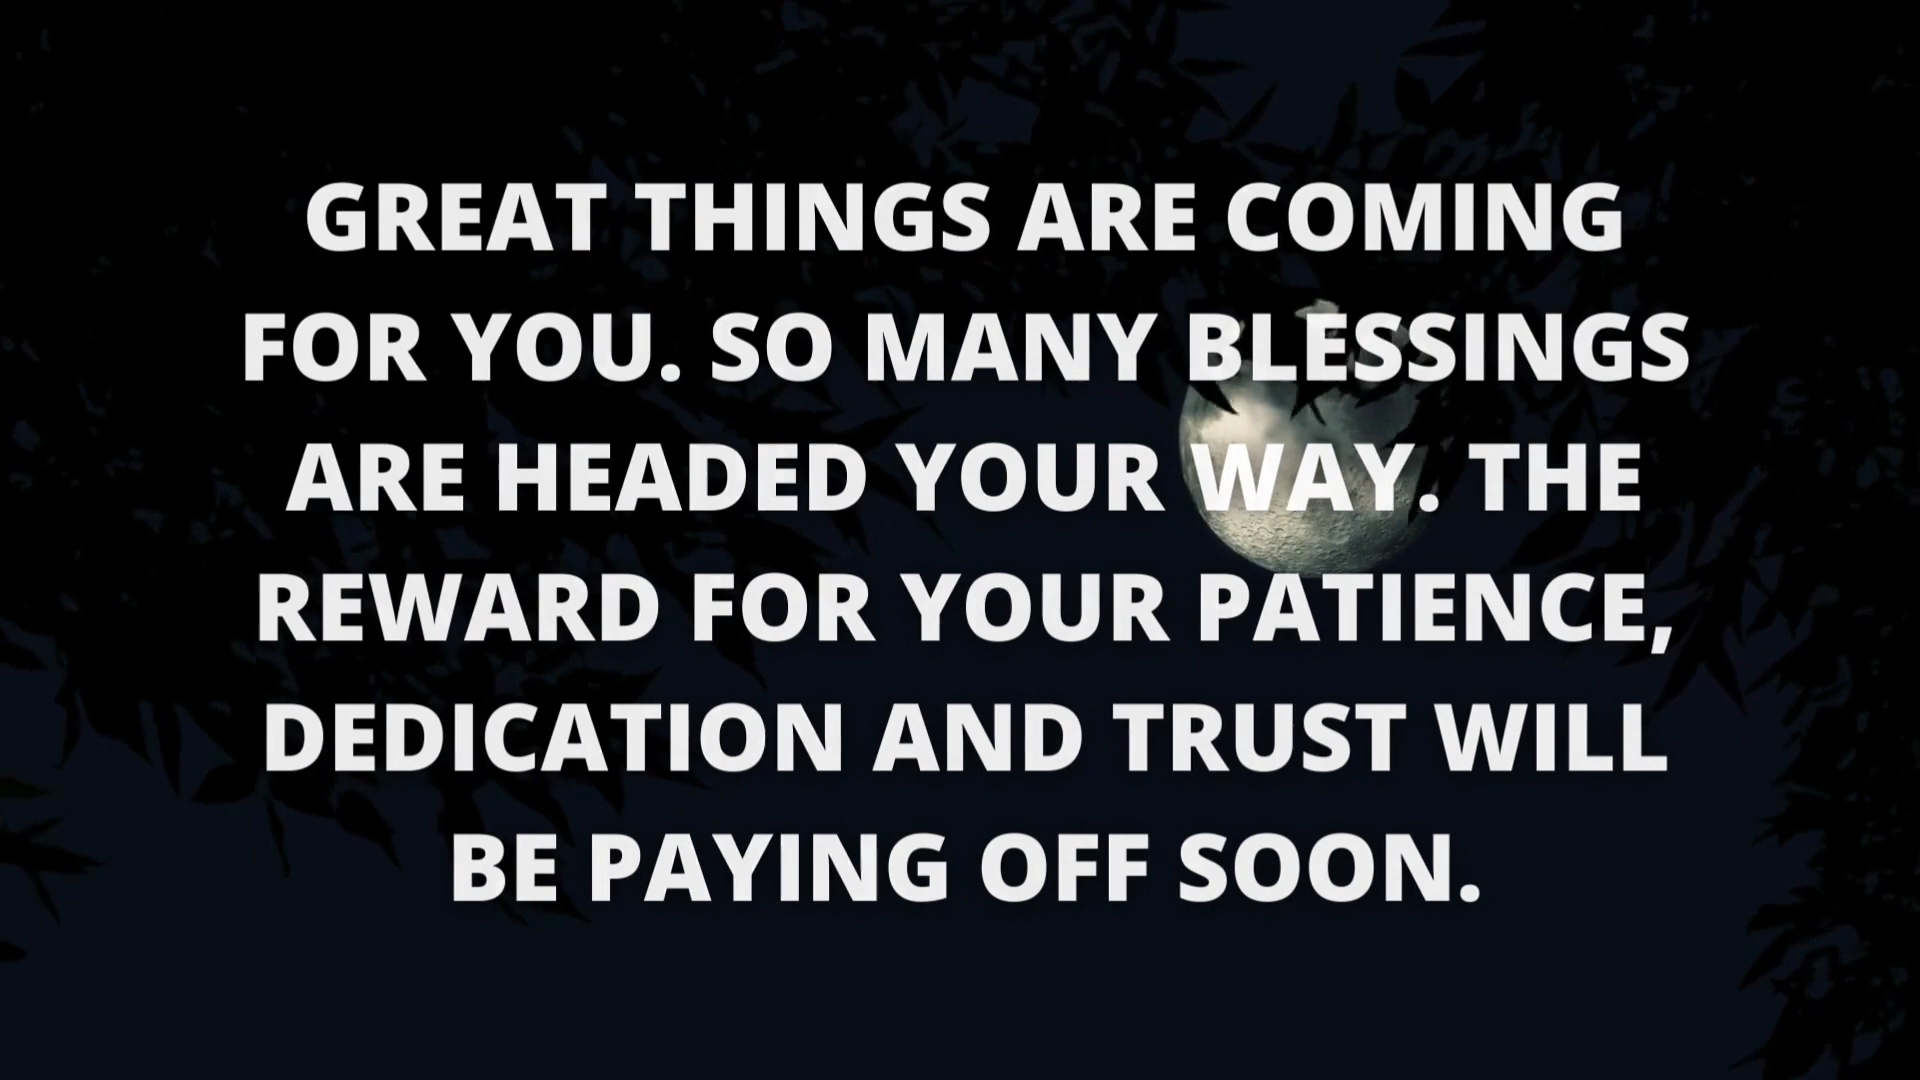 GREAT THINGS ARE COMING
FOR YOU. SO MANY BLESSINGS
ARE HEADED YOUR WAY. THE
REWARD FOR YOUR PATIENCE,
DEDICATION AND TRUST WILL
BE PAYING OFF SOON.